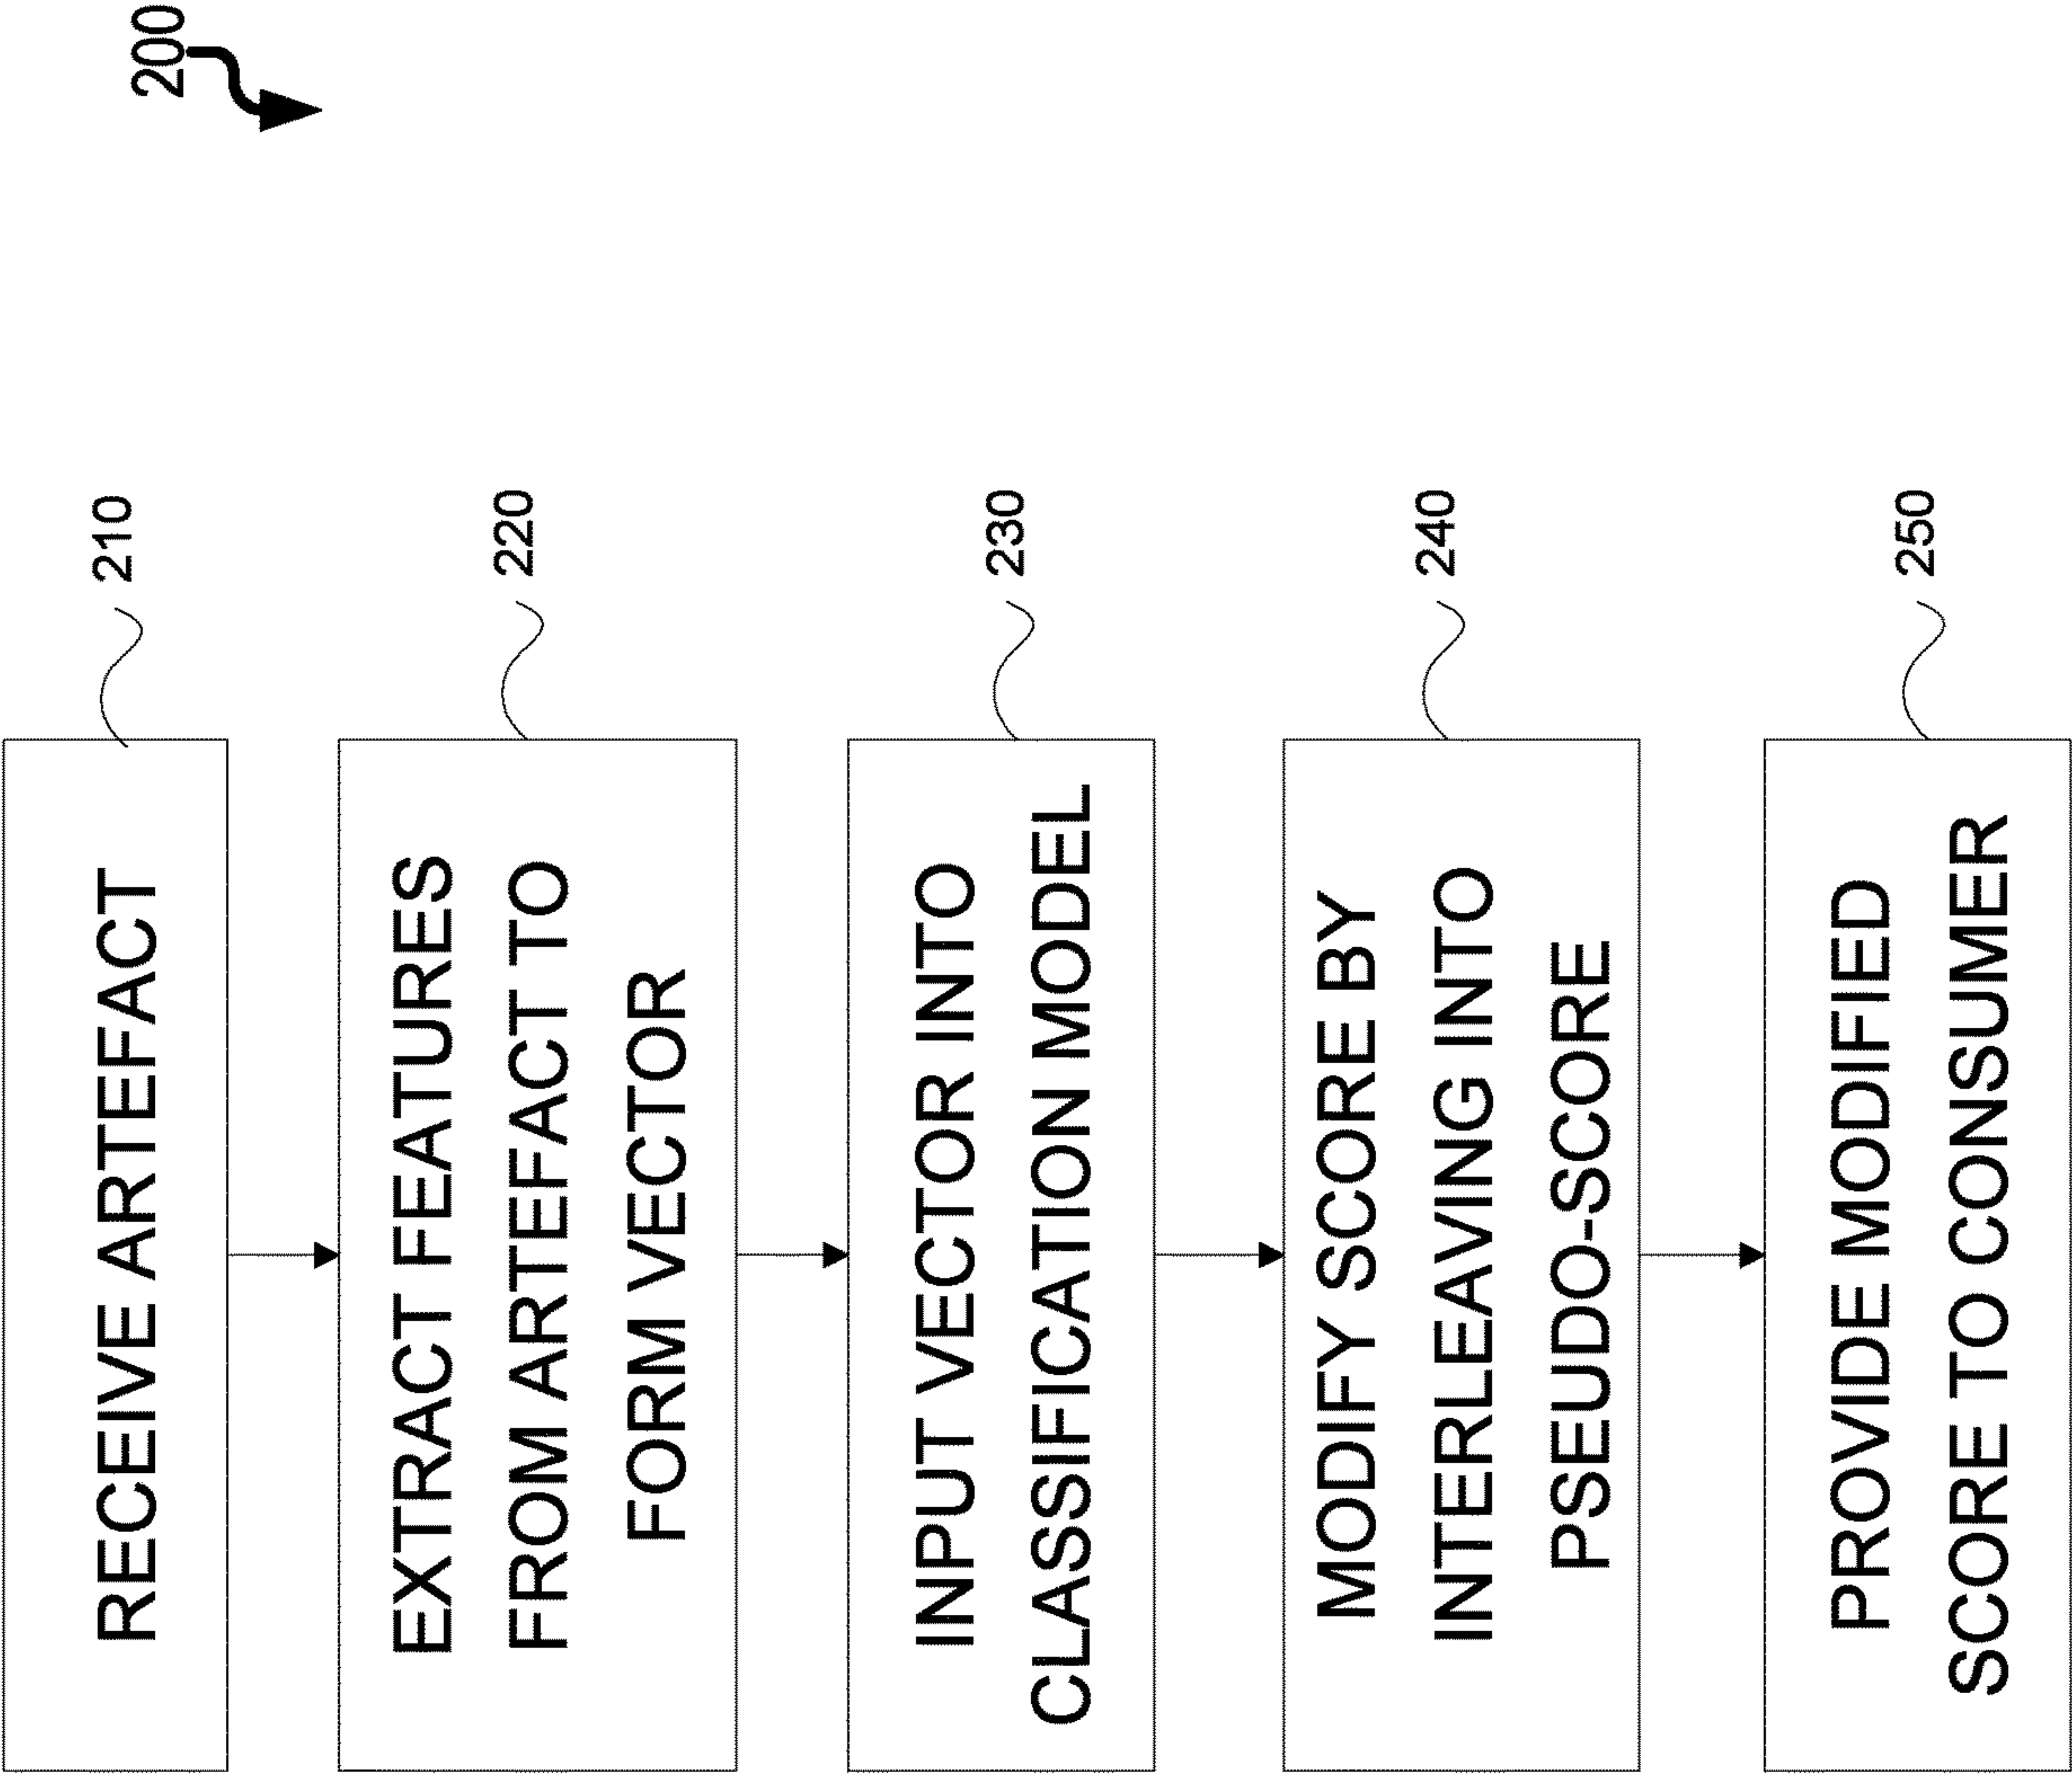 200
RECEIVE ARTEFACT
210
EXTRACT FEATURES
FROM ARTEFACT TO
FORM VECTOR
220
INPUT VECTOR INTO
CLASSIFICATION MODEL
230
MODIFY SCORE BY
INTERLEAVING INTO
PSEUDO-SCORE
240
PROVIDE MODIFIED
SCORE TO CONSUMER
250